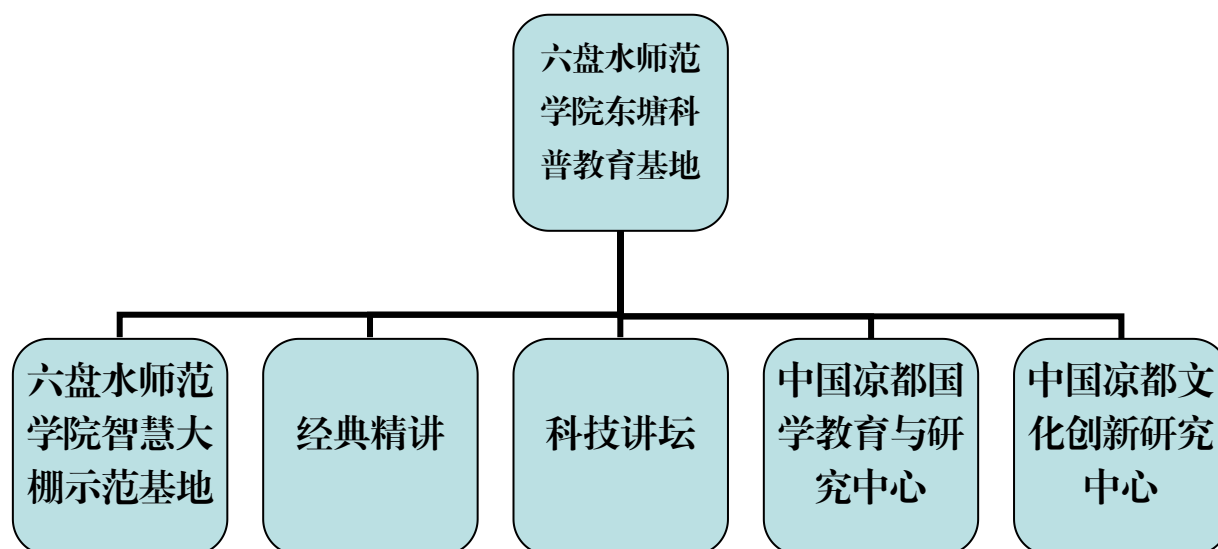 六盘水师范
学院东塘科
普教育基地
六盘水师范
学院智慧大
棚示范基地
经典精讲
科技讲坛
中国凉都国
学教育与研
究中心
中国凉都文
化创新研究
中心